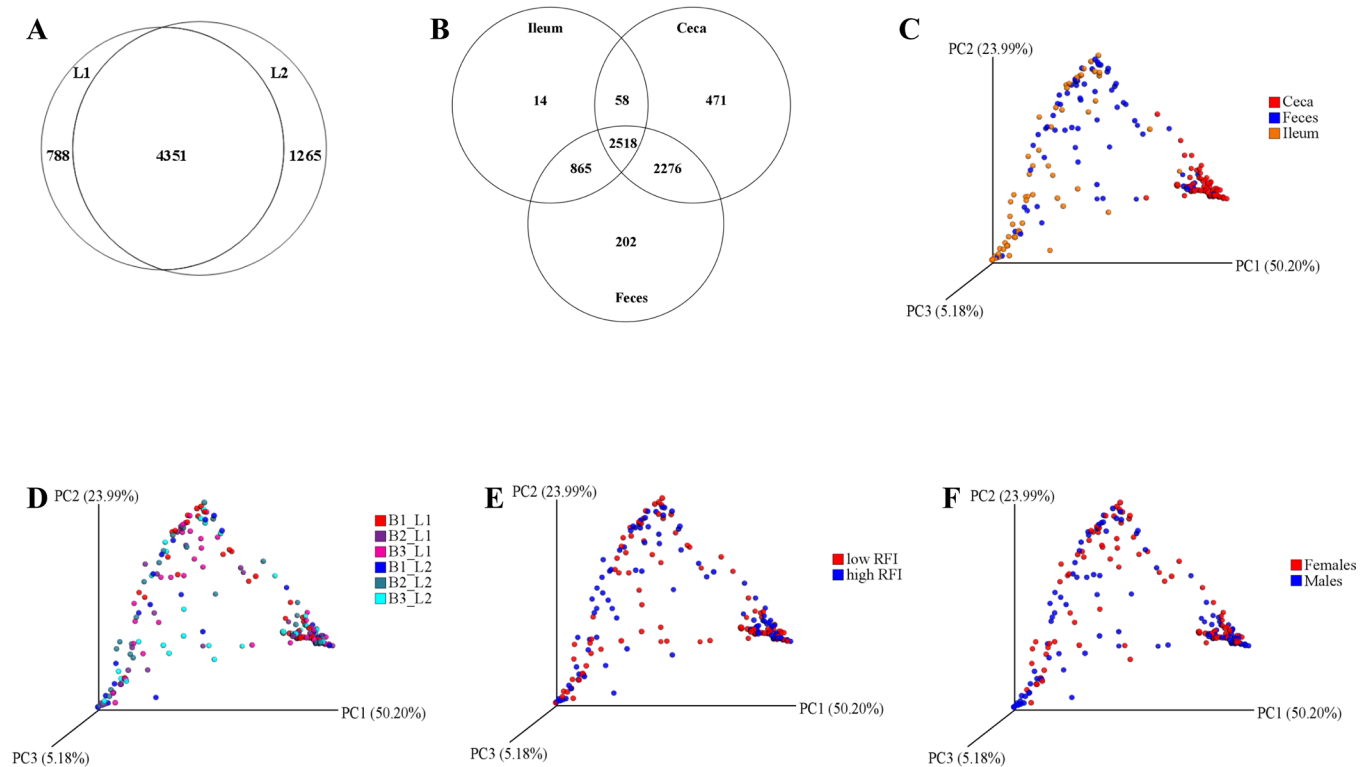 A
L1
L2
788
4351
1265
B
Ileum
Ceca
14
58
471
2518
865
2276
202
Feces
C
PC2 (23.99%)
Ceca
Feces
Ileum
PC1 (50.20%)
PC3 (5.18%)
D
PC2 (23.99%)
B1_L1
B2_L1
B3_L1
B1_L2
B2_L2
B3_L2
PC1 (50.20%)
PC3 (5.18%)
E
PC2 (23.99%)
low RFI
high RFI
PC1 (50.20%)
PC3 (5.18%)
F
PC2 (23.99%)
Females
Males
PC1 (50.20%)
PC3 (5.18%)